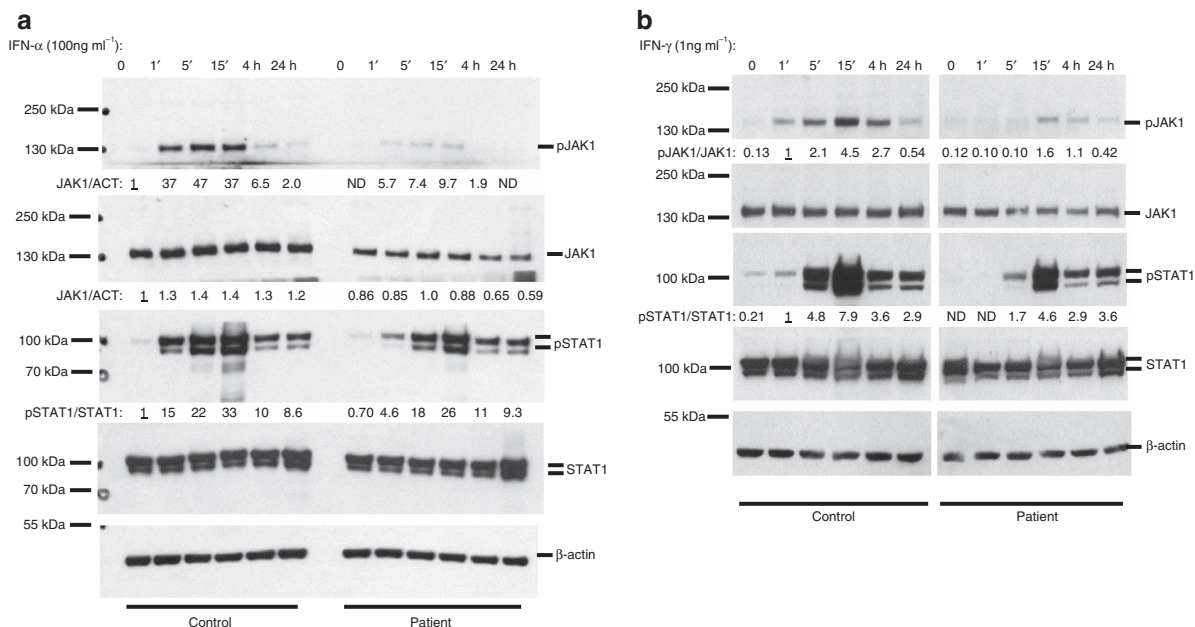 a
IFN-α (100ng ml⁻¹):
0 1′ 5′ 15′ 4 h 24 h 0 1′ 5′ 15′ 4 h 24 h
250 kDa
130 kDa
pJAK1
JAK1/ACT: 1 37 47 37 6.5 2.0 ND 5.7 7.4 9.7 1.9 ND
250 kDa
130 kDa
JAK1
JAK1/ACT: 1 1.3 1.4 1.4 1.3 1.2 0.86 0.85 1.0 0.88 0.65 0.59
100 kDa
pSTAT1
70 kDa
pSTAT1/STAT1: 1 15 22 33 10 8.6 0.70 4.6 18 26 11 9.3
100 kDa
STAT1
70 kDa
55 kDa
β-actin
Control Patient
b
IFN-γ (1ng ml⁻¹):
0 1′ 5′ 15′ 4 h 24 h 0 1′ 5′ 15′ 4 h 24 h
250 kDa
130 kDa
pJAK1
pJAK1/JAK1: 0.13 1 2.1 4.5 2.7 0.54 0.12 0.10 0.10 1.6 1.1 0.42
250 kDa
130 kDa
JAK1
100 kDa
pSTAT1
pSTAT1/STAT1: 0.21 1 4.8 7.9 3.6 2.9 ND ND 1.7 4.6 2.9 3.6
100 kDa
STAT1
55 kDa
β-actin
Control Patient